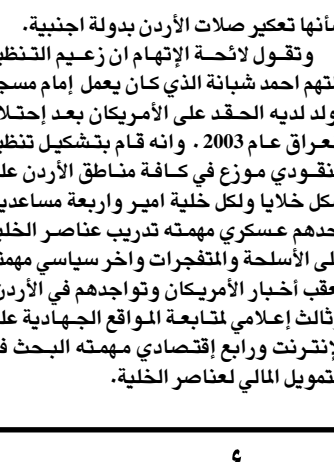 شأنها تعكير صلات الأردن بدولة اجنبية.
وتقول لائحة الإتهام ان زعيم التنظيم
المتهم احمد شبانة الذي كان يعمل إمام مسجد
ولد لديه الحقد على الأمريكان بعد إحتلال
العراق عام 2003 . وانه قام بتشكيل تنظيم
عنقودي موزع في كافة مناطق الأردن على
شكل خلايا ولكل خلية امير واربعة مساعدين
احدهم عسكري مهمته تدريب عناصر الخلية
على الأسلحة والمتفجرات واخر سياسي مهمته
تعقب أخبار الأمريكان وتواجدهم في الأردن
وثالث إعلامي لمتابعة المواقع الجهادية على
الإنترنت ورابع إقتصادي مهمته البحث في
تمويل المالي لعناصر الخلية.